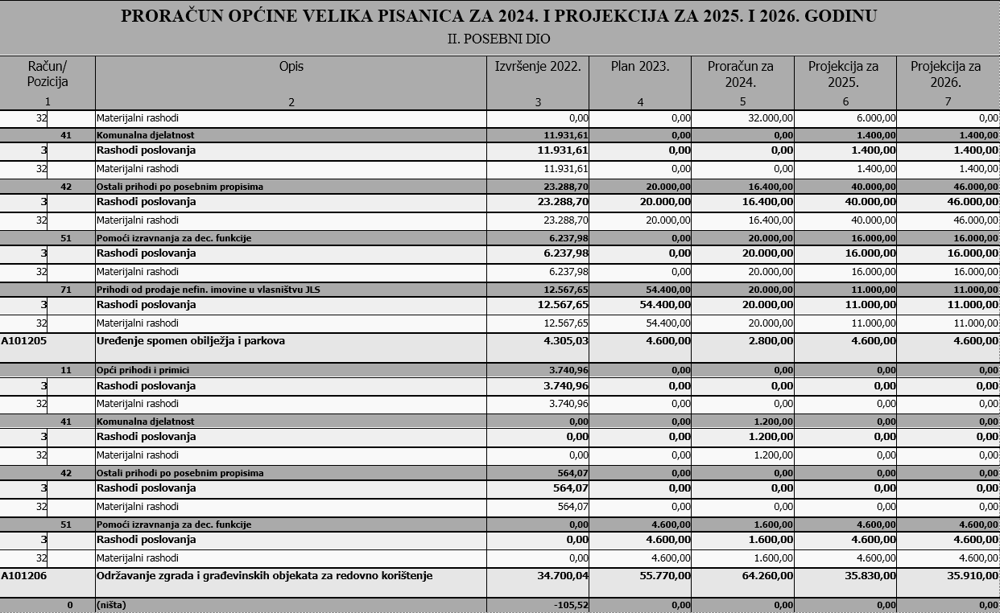 PRORAČUN OPĆINE VELIKA PISANICA ZA 2024. I PROJEKCIJA ZA 2025. I 2026. GODINU
II. POSEBNI DIO
Račun/ Pozicija Opis Izvršenje 2022. Plan 2023. Proračun za 2024. Projekcija za 2025. Projekcija za 2026.
1 2 3 4 5 6 7
32 Materijalni rashodi 0,00 0,00 32.000,00 6.000,00 0,00
41 Komunalna djelatnost 11.931,61 0,00 0,00 1.400,00 1.400,00
3 Rashodi poslovanja 11.931,61 0,00 0,00 1.400,00 1.400,00
32 Materijalni rashodi 11.931,61 0,00 0,00 1.400,00 1.400,00
42 Ostali prihodi po posebnim propisima 23.288,70 20.000,00 16.400,00 40.000,00 46.000,00
3 Rashodi poslovanja 23.288,70 20.000,00 16.400,00 40.000,00 46.000,00
32 Materijalni rashodi 23.288,70 20.000,00 16.400,00 40.000,00 46.000,00
51 Pomoći izravnanja za dec. funkcije 6.237,98 0,00 20.000,00 16.000,00 16.000,00
3 Rashodi poslovanja 6.237,98 0,00 20.000,00 16.000,00 16.000,00
32 Materijalni rashodi 6.237,98 0,00 20.000,00 16.000,00 16.000,00
71 Prihodi od prodaje nefin. imovine u vlasništvu JLS 12.567,65 54.400,00 20.000,00 11.000,00 11.000,00
3 Rashodi poslovanja 12.567,65 54.400,00 20.000,00 11.000,00 11.000,00
32 Materijalni rashodi 12.567,65 54.400,00 20.000,00 11.000,00 11.000,00
A101205 Uređenje spomen obilježja i parkova 4.305,03 4.600,00 2.800,00 4.600,00 4.600,00
11 Opći prihodi i primici 3.740,96 0,00 0,00 0,00 0,00
3 Rashodi poslovanja 3.740,96 0,00 0,00 0,00 0,00
32 Materijalni rashodi 3.740,96 0,00 0,00 0,00 0,00
41 Komunalna djelatnost 0,00 0,00 1.200,00 0,00 0,00
3 Rashodi poslovanja 0,00 0,00 1.200,00 0,00 0,00
32 Materijalni rashodi 0,00 0,00 1.200,00 0,00 0,00
42 Ostali prihodi po posebnim propisima 564,07 0,00 0,00 0,00 0,00
3 Rashodi poslovanja 564,07 0,00 0,00 0,00 0,00
32 Materijalni rashodi 564,07 0,00 0,00 0,00 0,00
51 Pomoći izravnanja za dec. funkcije 0,00 4.600,00 1.600,00 4.600,00 4.600,00
3 Rashodi poslovanja 0,00 4.600,00 1.600,00 4.600,00 4.600,00
32 Materijalni rashodi 0,00 4.600,00 1.600,00 4.600,00 4.600,00
A101206 Održavanje zgrada i građevinskih objekata za redovno korištenje 34.700,04 55.770,00 64.260,00 35.830,00 35.910,00
0 (ništa) -105,52 0,00 0,00 0,00 0,00